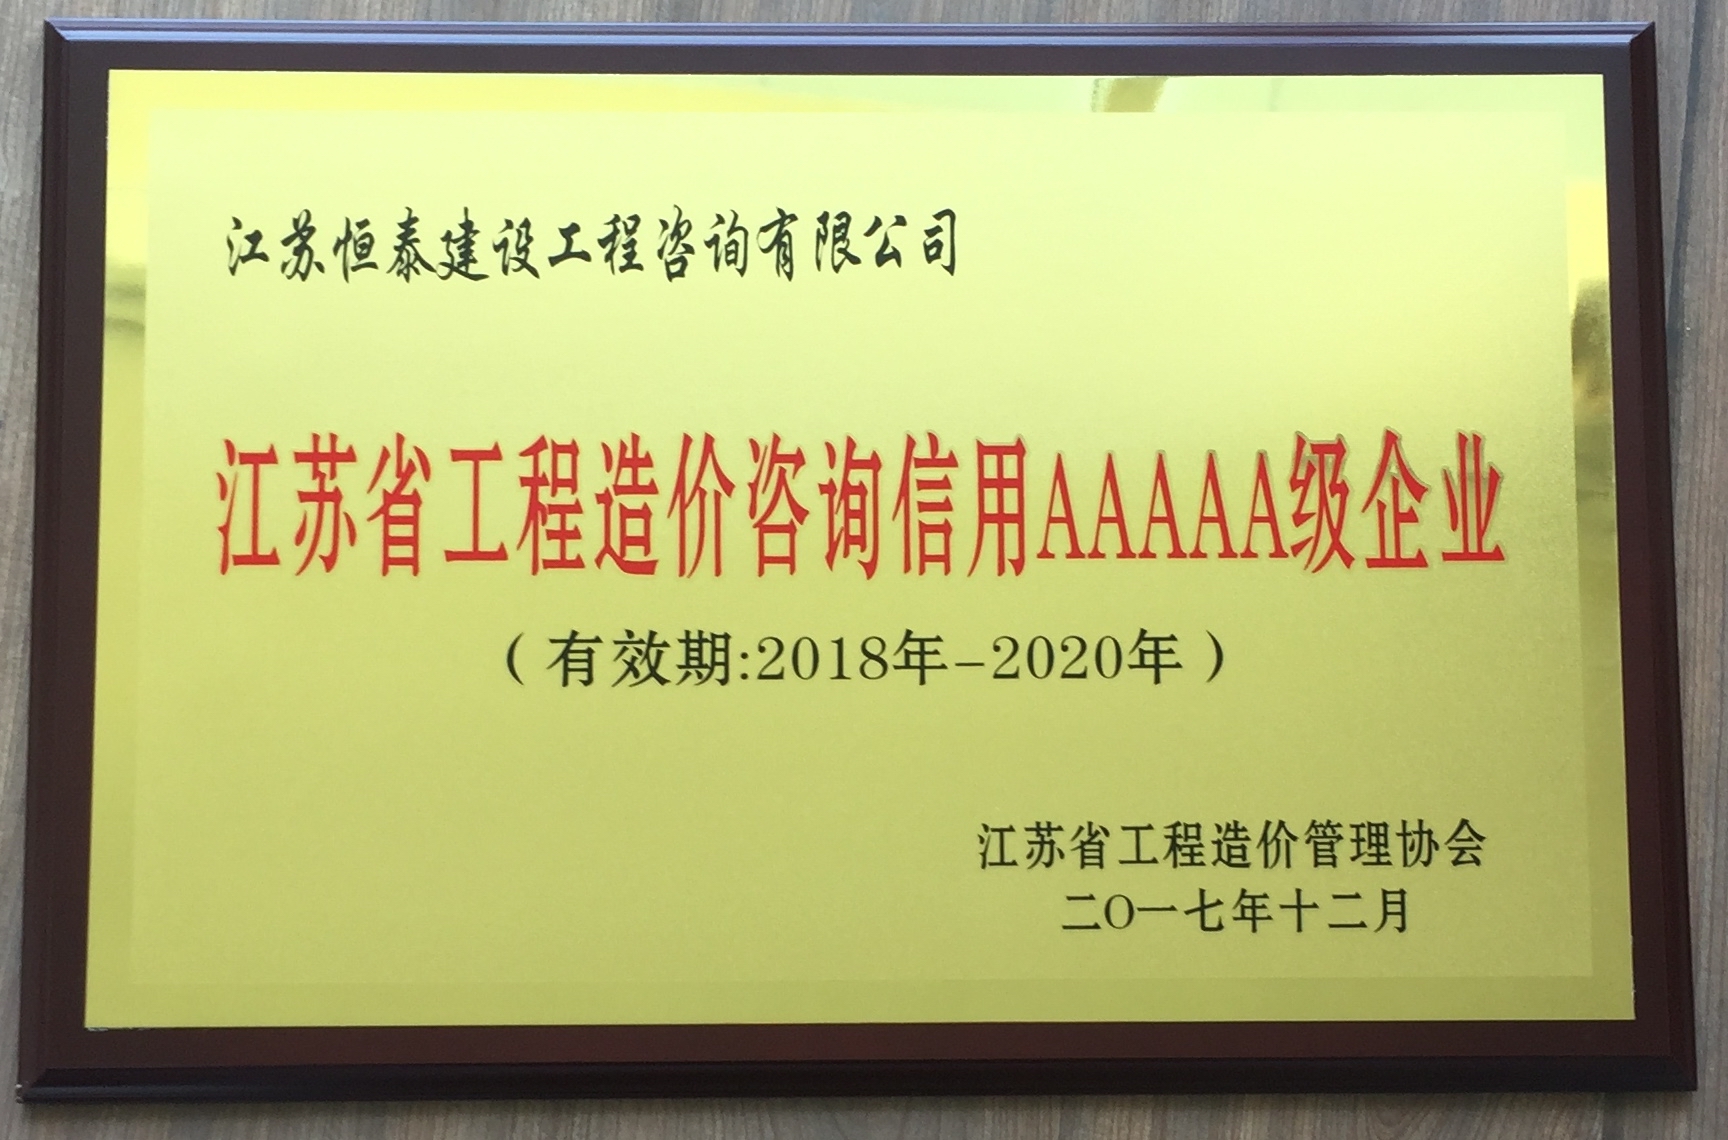 江苏恒泰建设工程咨询有限公司
江苏省工程造价咨询信用AAAAA级企业
（有效期:2018年-2020年）
江苏省工程造价管理协会
二O一七年十二月